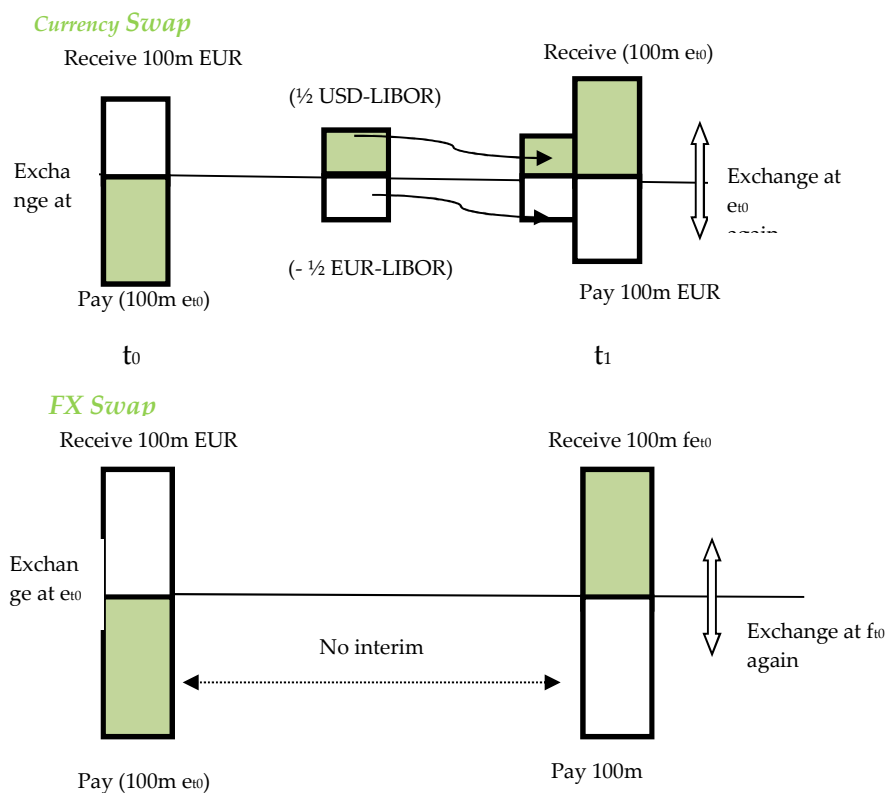 Currency Swap
Receive 100m EUR
Receive (100m et0)
(½ USD-LIBOR)
Excha
nge at
Exchange at
et0
again
(- ½ EUR-LIBOR)
Pay (100m et0)
Pay 100m EUR
t0
t1
FX Swap
Receive 100m EUR
Receive 100m fet0
Exchan
ge at et0
No interim
Exchange at ft0
again
Pay (100m et0)
Pay 100m